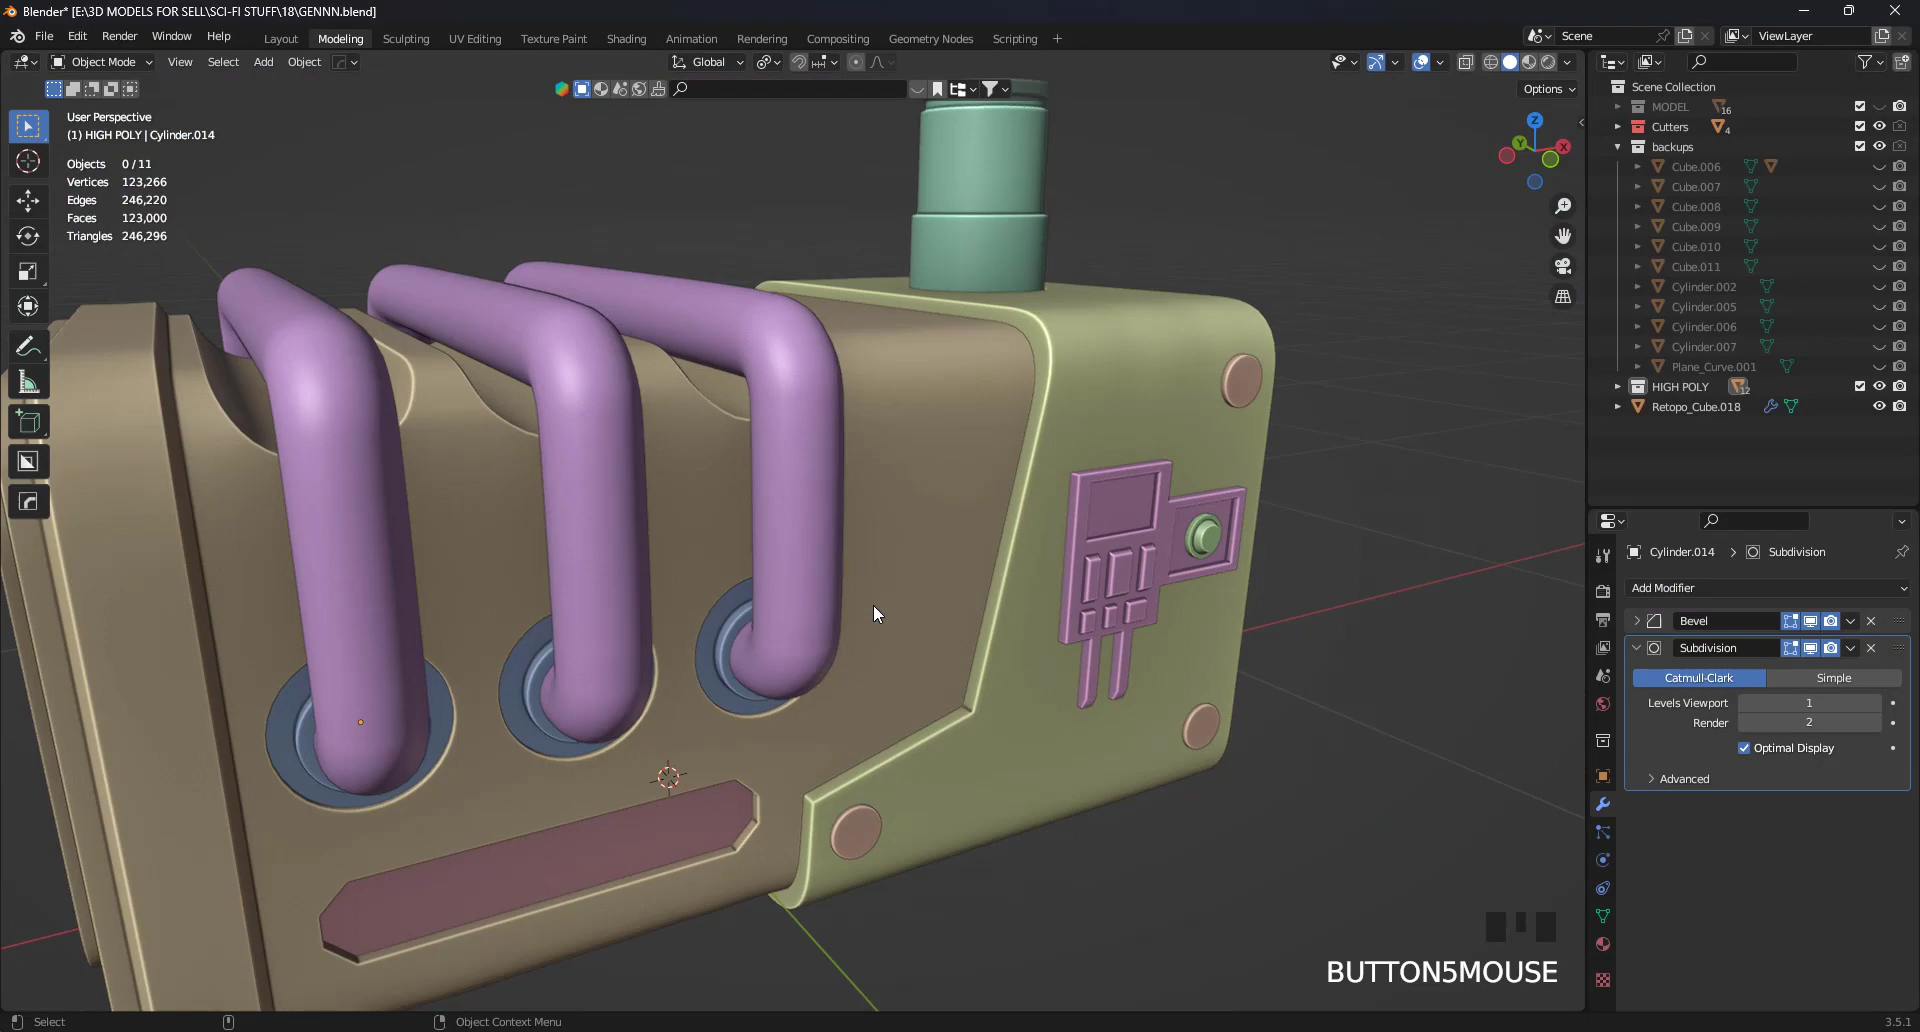 Blender* [E:\3D MODELS FOR SELL\SCI-FI STUFF\18\GENNN.blend]
File Edit Render Window Help Layout Modeling Sculpting UV Editing Texture Paint Shading Animation Rendering Compositing Geometry Nodes Scripting + Scene ViewLayer
Object Mode View Select Add Object Global
Options
User Perspective
(1) HIGH POLY | Cylinder.014
Objects 0/11
Vertices 123,266
Edges 246,220
Faces 123,000
Triangles 246,296
Z
Y
X
Scene Collection
MODEL 16
Cutters 4
backups
Cube.006
Cube.007
Cube.008
Cube.009
Cube.010
Cube.011
Cylinder.002
Cylinder.005
Cylinder.006
Cylinder.007
Plane_Curve.001
HIGH POLY 12
Retopo_Cube.018
Cylinder.014 > Subdivision
Add Modifier
Bevel
Subdivision
Catmull-Clark Simple
Levels Viewport 1
Render 2
Optimal Display
Advanced
BUTTON5MOUSE
Select Object Context Menu 3.5.1